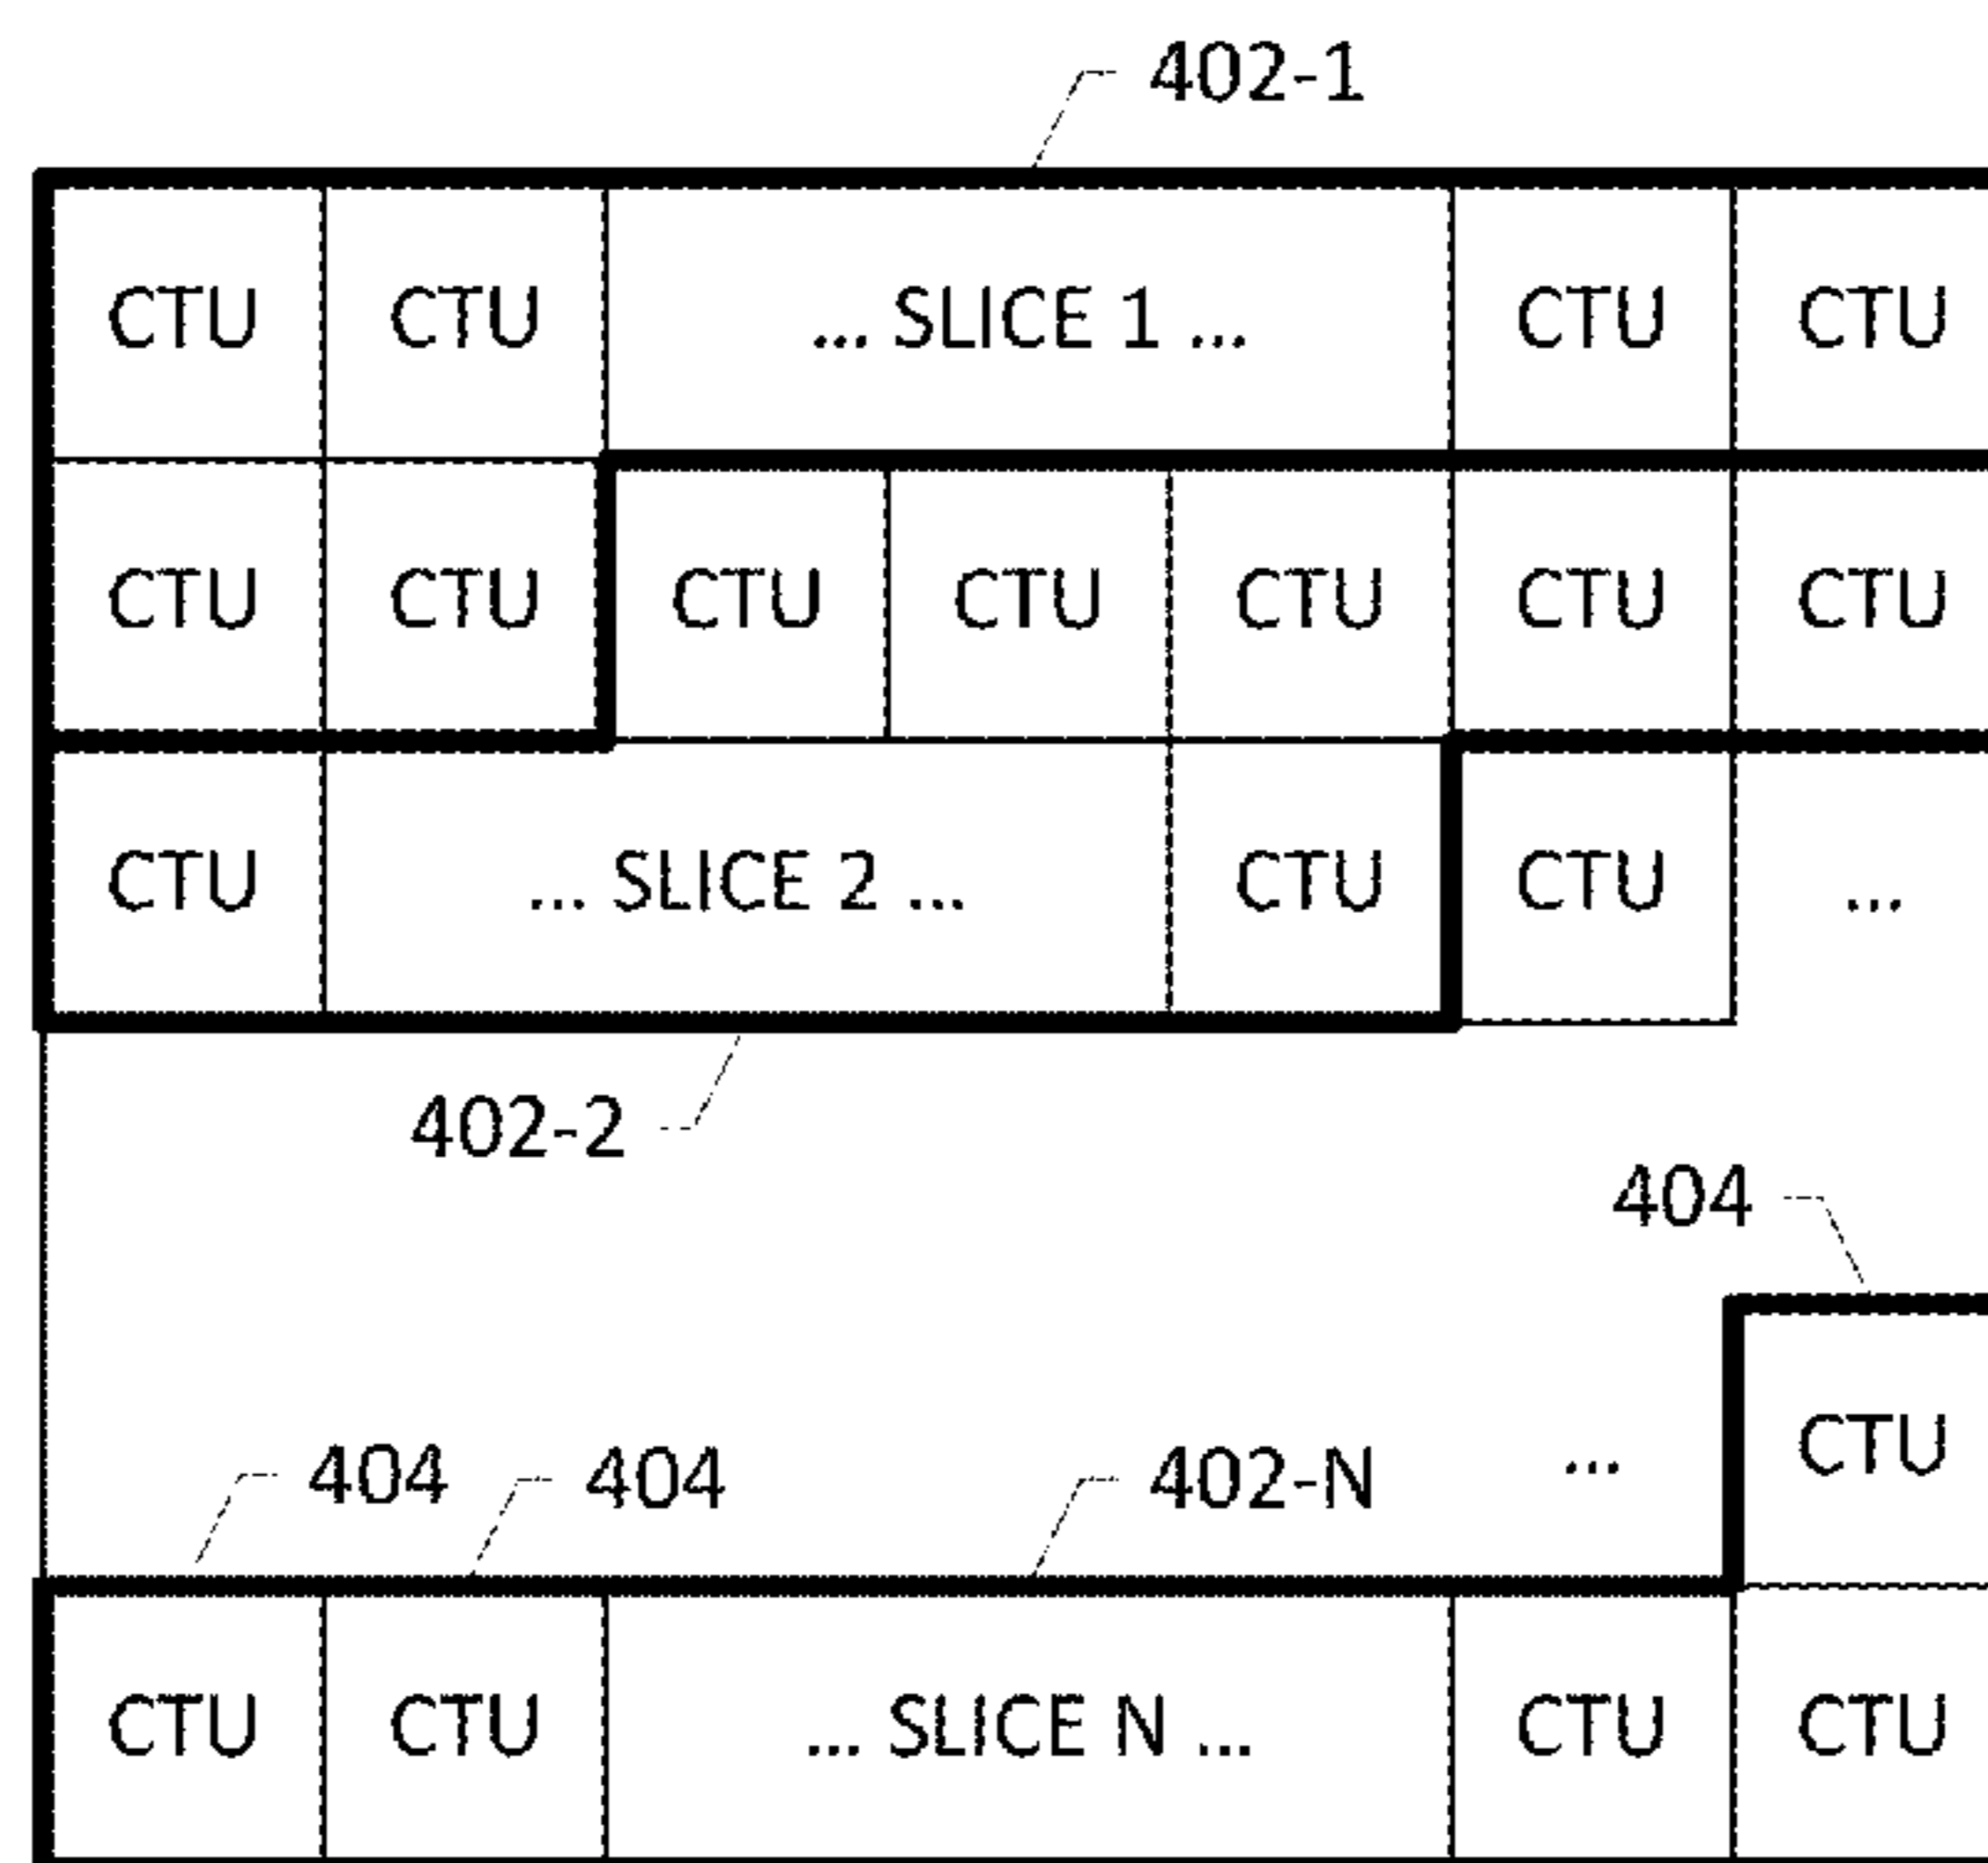 402-1
CTU CTU ... SLICE 1 ... CTU CTU
CTU CTU CTU CTU CTU CTU CTU
CTU ... SLICE 2 ... CTU CTU ...
402-2
404
CTU
404 404 402-N ...
CTU CTU ... SLICE N ... CTU CTU